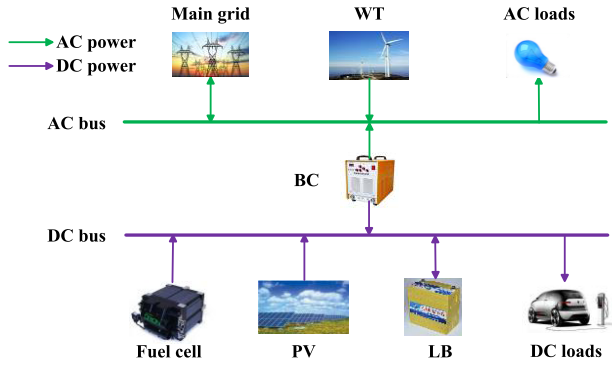 Main grid
WT
AC loads
AC power
DC power
AC bus
BC
DC bus
Fuel cell
PV
LB
DC loads